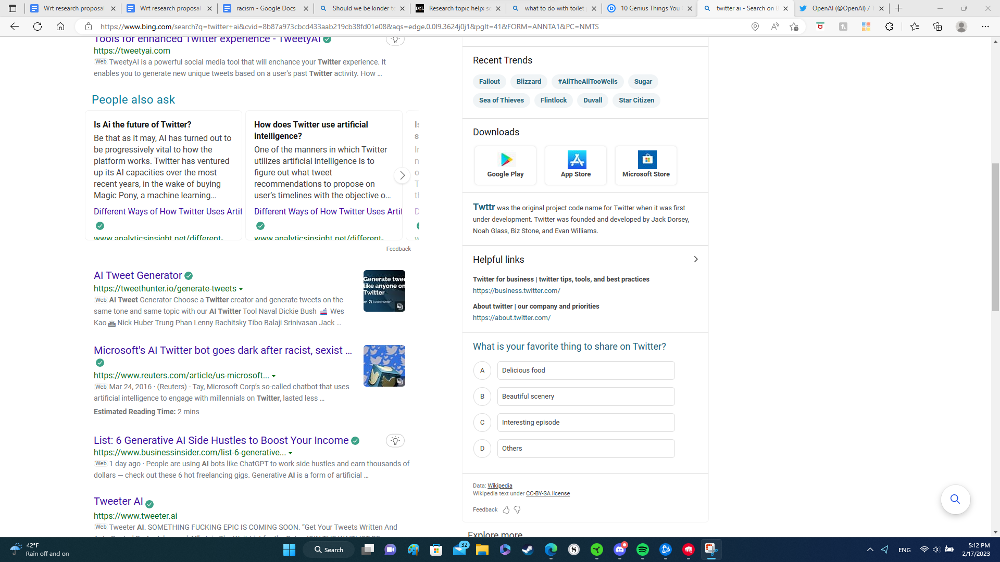 Wrt research proposal
Wrt research proposal
racism - Google Docs
Should we be kinder to
Research topic help: sc
what to do with toilet
10 Genius Things You C
twitter ai - Search on B
OpenAI (@OpenAI) / T
https://www.bing.com/search?q=twitter+ai&cvid=8b87a973cbcd433aab219cb38fd01e08&aqs=edge.0.0l9.3624j0j1&pglt=41&FORM=ANNTA1&PC=NMTS
Tools for enhanced Twitter experience - TweetyAI
https://tweetyai.com
Web TweetyAI is a powerful social media tool that will enchance your Twitter experience. It
enables you to generate new unique tweets based on a user's past Twitter activity. How ...
People also ask
Is Ai the future of Twitter?
Be that as it may, AI has turned out to
be progressively vital to how the
platform works. Twitter has ventured
up its AI capacities over the most
recent years, in the wake of buying
Magic Pony, a machine learning...
Different Ways of How Twitter Uses Artif
www.analyticsinsight.net/different-
How does Twitter use artificial
intelligence?
One of the manners in which Twitter
utilizes artificial intelligence is to
figure out what tweet
recommendations to propose on
user's timelines with the objective o...
Different Ways of How Twitter Uses Artif
www.analyticsinsight.net/different-
Feedback
AI Tweet Generator
https://tweethunter.io/generate-tweets
Web AI Tweet Generator Choose a Twitter creator and generate tweets on the
same tone and same topic with our AI Twitter Tool Naval Dickie Bush 🚢 Wes
Kao 📠 Nick Huber Trung Phan Lenny Rachitsky Tibo Balaji Srinivasan Jack ...
Generate twee
like anyone on
Twitter
by Tweet Hunter
Microsoft's AI Twitter bot goes dark after racist, sexist ...
https://www.reuters.com/article/us-microsoft...
Web Mar 24, 2016 · (Reuters) - Tay, Microsoft Corp's so-called chatbot that uses
artificial intelligence to engage with millennials on Twitter, lasted less ...
Estimated Reading Time: 2 mins
List: 6 Generative AI Side Hustles to Boost Your Income
https://www.businessinsider.com/list-6-generative...
Web 1 day ago · People are using AI bots like ChatGPT to work side hustles and earn thousands of
dollars — check out these 6 hot freelancing gigs. Generative AI is a form of artificial ...
Tweeter AI
https://www.tweeter.ai
Web Tweeter AI. SOMETHING FUCKING EPIC IS COMING SOON. "Get Your Tweets Written And
Recent Trends
Fallout
Blizzard
#AllTheAllTooWells
Sugar
Sea of Thieves
Flintlock
Duvall
Star Citizen
Downloads
Google Play
App Store
Microsoft Store
Twttr was the original project code name for Twitter when it was first
under development. Twitter was founded and developed by Jack Dorsey,
Noah Glass, Biz Stone, and Evan Williams.
Helpful links
Twitter for business | twitter tips, tools, and best practices
https://business.twitter.com/
About twitter | our company and priorities
https://about.twitter.com/
What is your favorite thing to share on Twitter?
A Delicious food
B Beautiful scenery
C Interesting episode
D Others
Data: Wikipedia
Wikipedia text under CC-BY-SA license
Feedback
Explore more
42°F
Rain off and on
Search
32
ENG
5:12 PM
2/17/2023